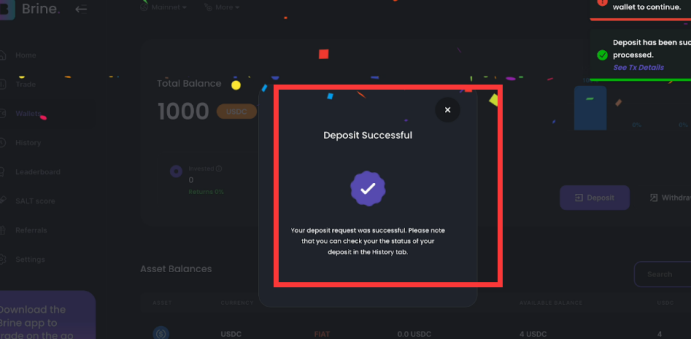 Brine.
Mainnet
More
wallet to continue.
Deposit has been suc
processed.
See Tx Details
Home
Trade
Wallets
History
Leaderboard
SALT Score
Referrals
Settings
Total Balance
1000 USDC
0
Returns 0%
Deposit Successful
Your deposit request was successful. Please note
that you can check your the status of your
deposit in the History tab.
0%
0%
Deposit
Withdra
Asset Balances
Search
ASSET
CURRENCY
AVAILABLE BALANCE
USDC
FIAT
0.0 USDC
4 USDC
4
Download the
Brine app to
trade on the go